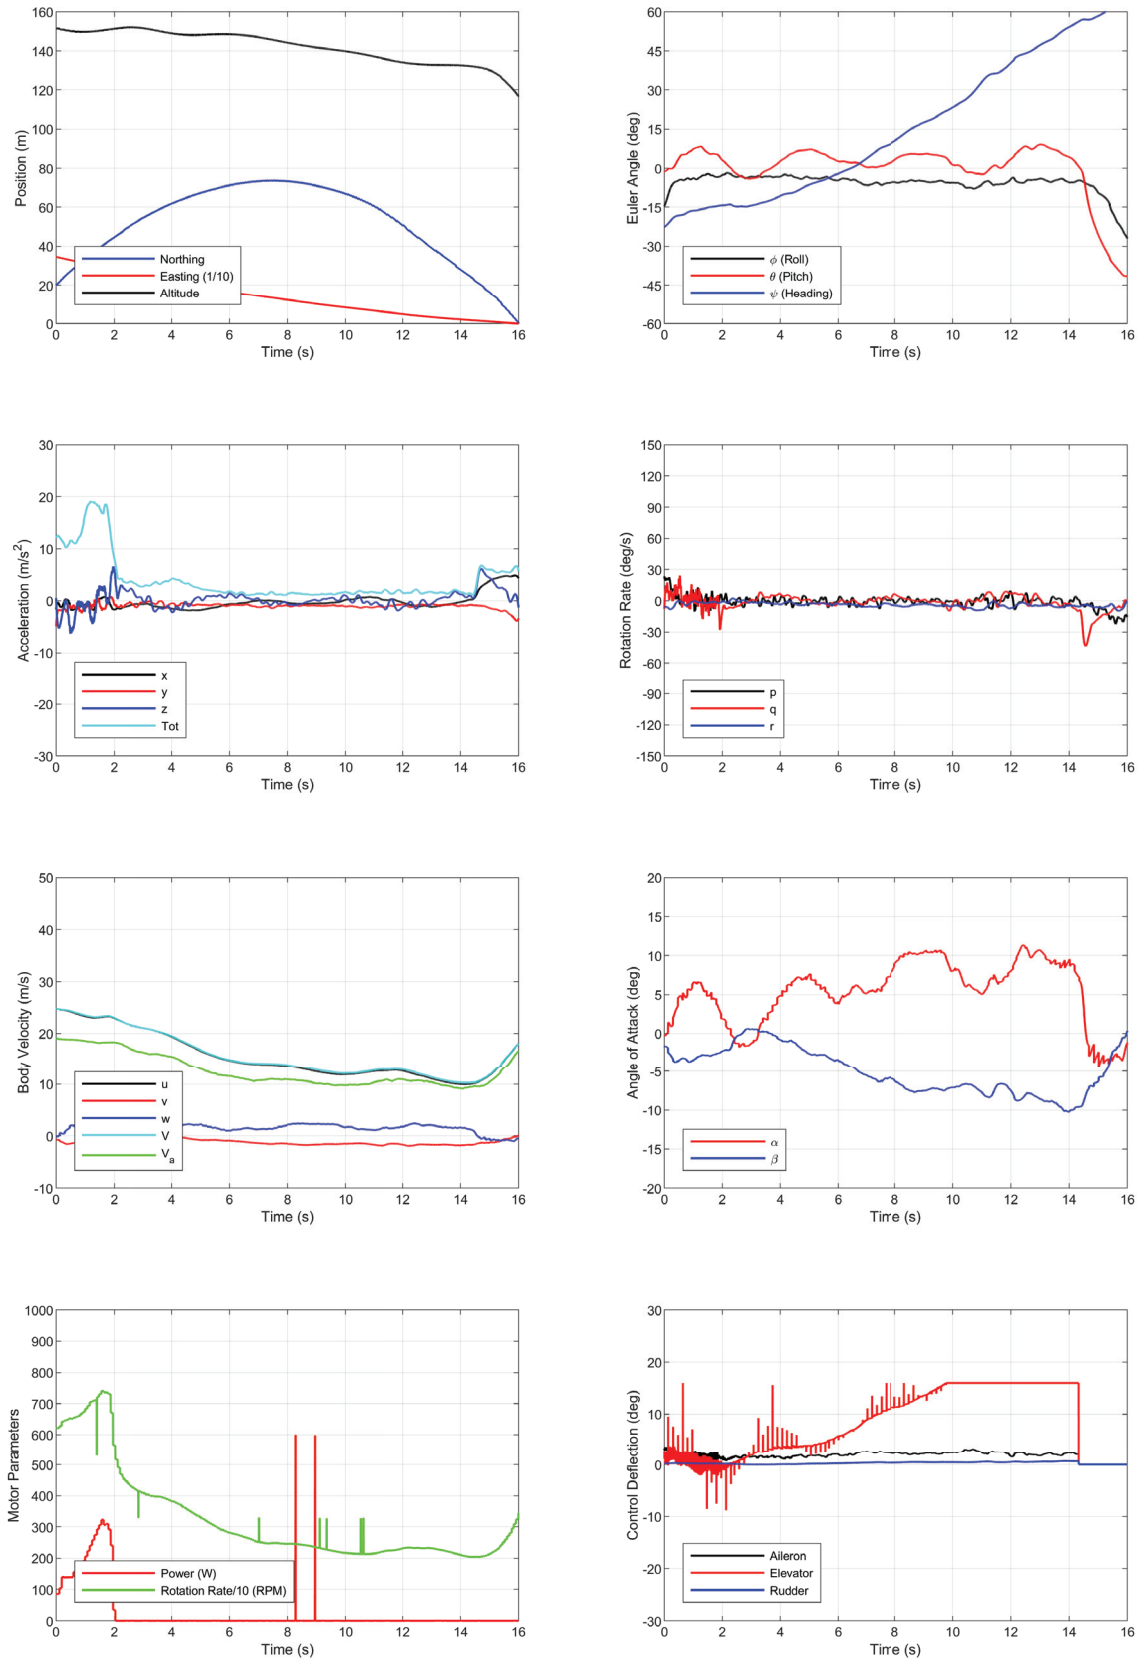 160
140
120
100
80
60
40
20
0
Position (m)
Northing
Easting (1/10)
Altitude
0 2 4 6 8 10 12 14 16
Time (s)
60
45
30
15
0
-15
-30
-45
-60
Euler Angle (deg)
ϕ (Roll)
θ (Pitch)
ψ (Heading)
0 2 4 6 8 10 12 14 16
Tirre (s)
30
20
10
0
-10
-20
-30
Acceleration (m/s²)
x
y
z
Tot
0 2 4 6 8 10 12 14 16
Time (s)
150
120
90
60
30
0
-30
-60
-90
-120
-150
Rotation Rate (deg/s)
p
q
r
0 2 4 6 8 10 12 14 16
Tirre (s)
50
40
30
20
10
0
-10
Bod/ Velocity (m/s)
u
v
w
V
Va
0 2 4 6 8 10 12 14 16
Time (s)
20
15
10
5
0
-5
-10
-15
-20
Angle of Attack (deg)
α
β
0 2 4 6 8 10 12 14 16
Tirre (s)
1000
900
800
700
600
500
400
300
200
100
0
Motor Parameters
Power (W)
Rotation Rate/10 (RPM)
0 2 4 6 8 10 12 14 16
Time (s)
30
20
10
0
-10
-20
-30
Control Deflection (deg)
Aileron
Elevator
Rudder
0 2 4 6 8 10 12 14 16
Tirre (s)